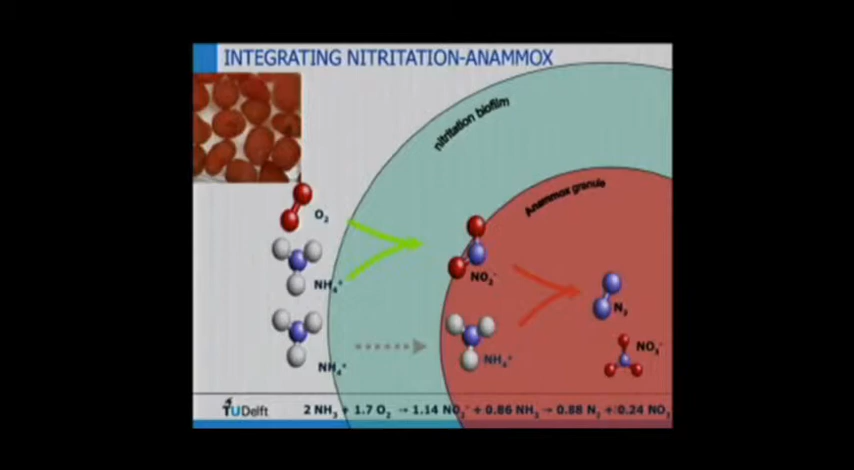 INTEGRATING NITRITATION-ANAMMOX
nitritation biofilm
Anammox granule
O₂
NO₂⁻
NH₄⁺
N₂
NH₄⁺
NO₃⁻
NH₄⁺
TUDelft
2 NH₃ + 1.7 O₂ → 1.14 NO₂⁻ + 0.86 NH₃ → 0.88 N₂ + 0.24 NO₃